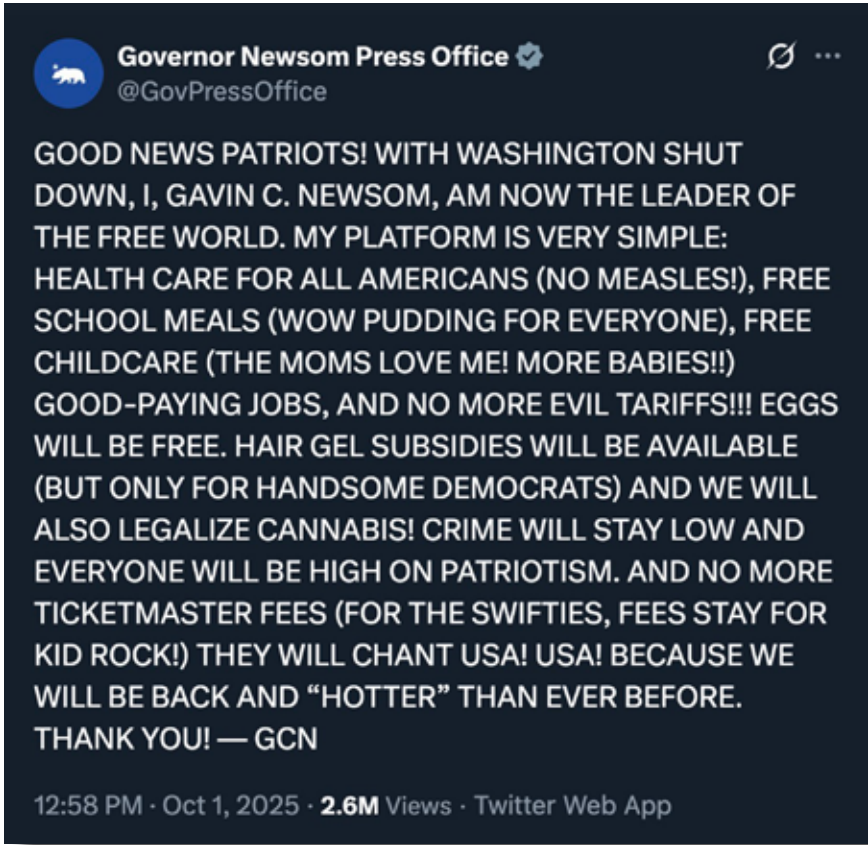 Governor Newsom Press Office
@GovPressOffice
GOOD NEWS PATRIOTS! WITH WASHINGTON SHUT
DOWN, I, GAVIN C. NEWSOM, AM NOW THE LEADER OF
THE FREE WORLD. MY PLATFORM IS VERY SIMPLE:
HEALTH CARE FOR ALL AMERICANS (NO MEASLES!), FREE
SCHOOL MEALS (WOW PUDDING FOR EVERYONE), FREE
CHILDCARE (THE MOMS LOVE ME! MORE BABIES!!)
GOOD-PAYING JOBS, AND NO MORE EVIL TARIFFS!!! EGGS
WILL BE FREE. HAIR GEL SUBSIDIES WILL BE AVAILABLE
(BUT ONLY FOR HANDSOME DEMOCRATS) AND WE WILL
ALSO LEGALIZE CANNABIS! CRIME WILL STAY LOW AND
EVERYONE WILL BE HIGH ON PATRIOTISM. AND NO MORE
TICKETMASTER FEES (FOR THE SWIFTIES, FEES STAY FOR
KID ROCK!) THEY WILL CHANT USA! USA! BECAUSE WE
WILL BE BACK AND “HOTTER” THAN EVER BEFORE.
THANK YOU! — GCN
12:58 PM · Oct 1, 2025 · 2.6M Views · Twitter Web App